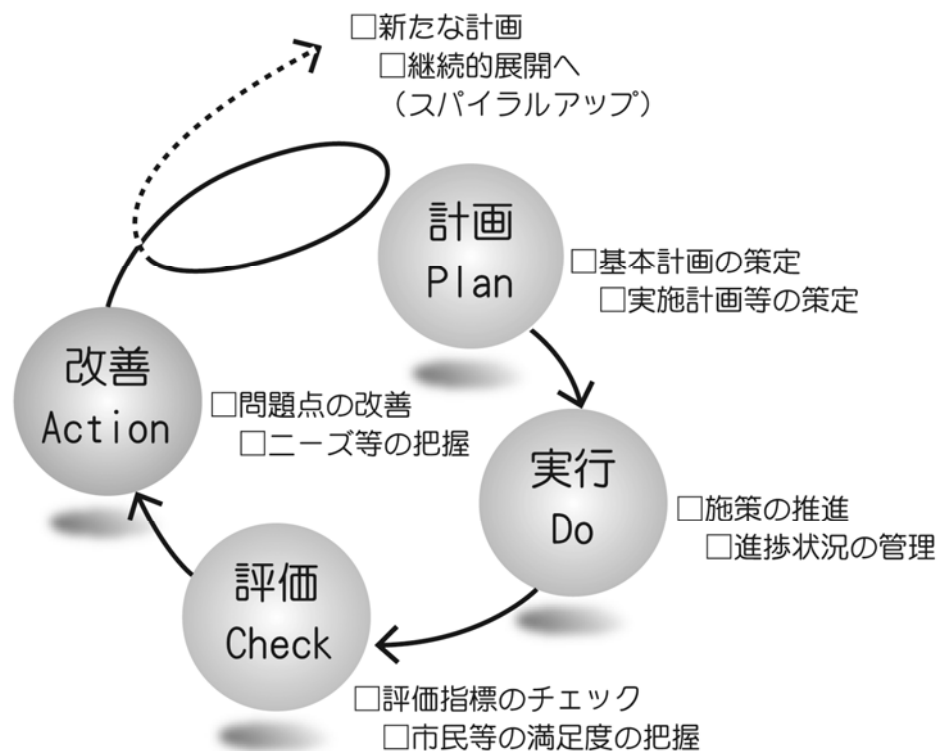 □新たな計画
□継続的展開へ
（スパイラルアップ）
計画
Plan
□基本計画の策定
□実施計画等の策定
実行
Do
□施策の推進
□進捗状況の管理
評価
Check
□評価指標のチェック
□市民等の満足度の把握
改善
Action
□問題点の改善
□ニーズ等の把握